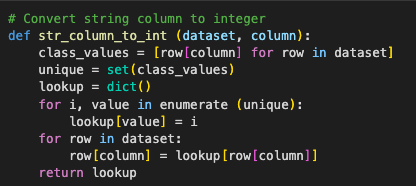 # Convert string column to integer
def str_column_to_int (dataset, column):
    class_values = [row[column] for row in dataset]
    unique = set(class_values)
    lookup = dict()
    for i, value in enumerate (unique):
        lookup[value] = i
    for row in dataset:
        row[column] = lookup[row[column]]
    return lookup